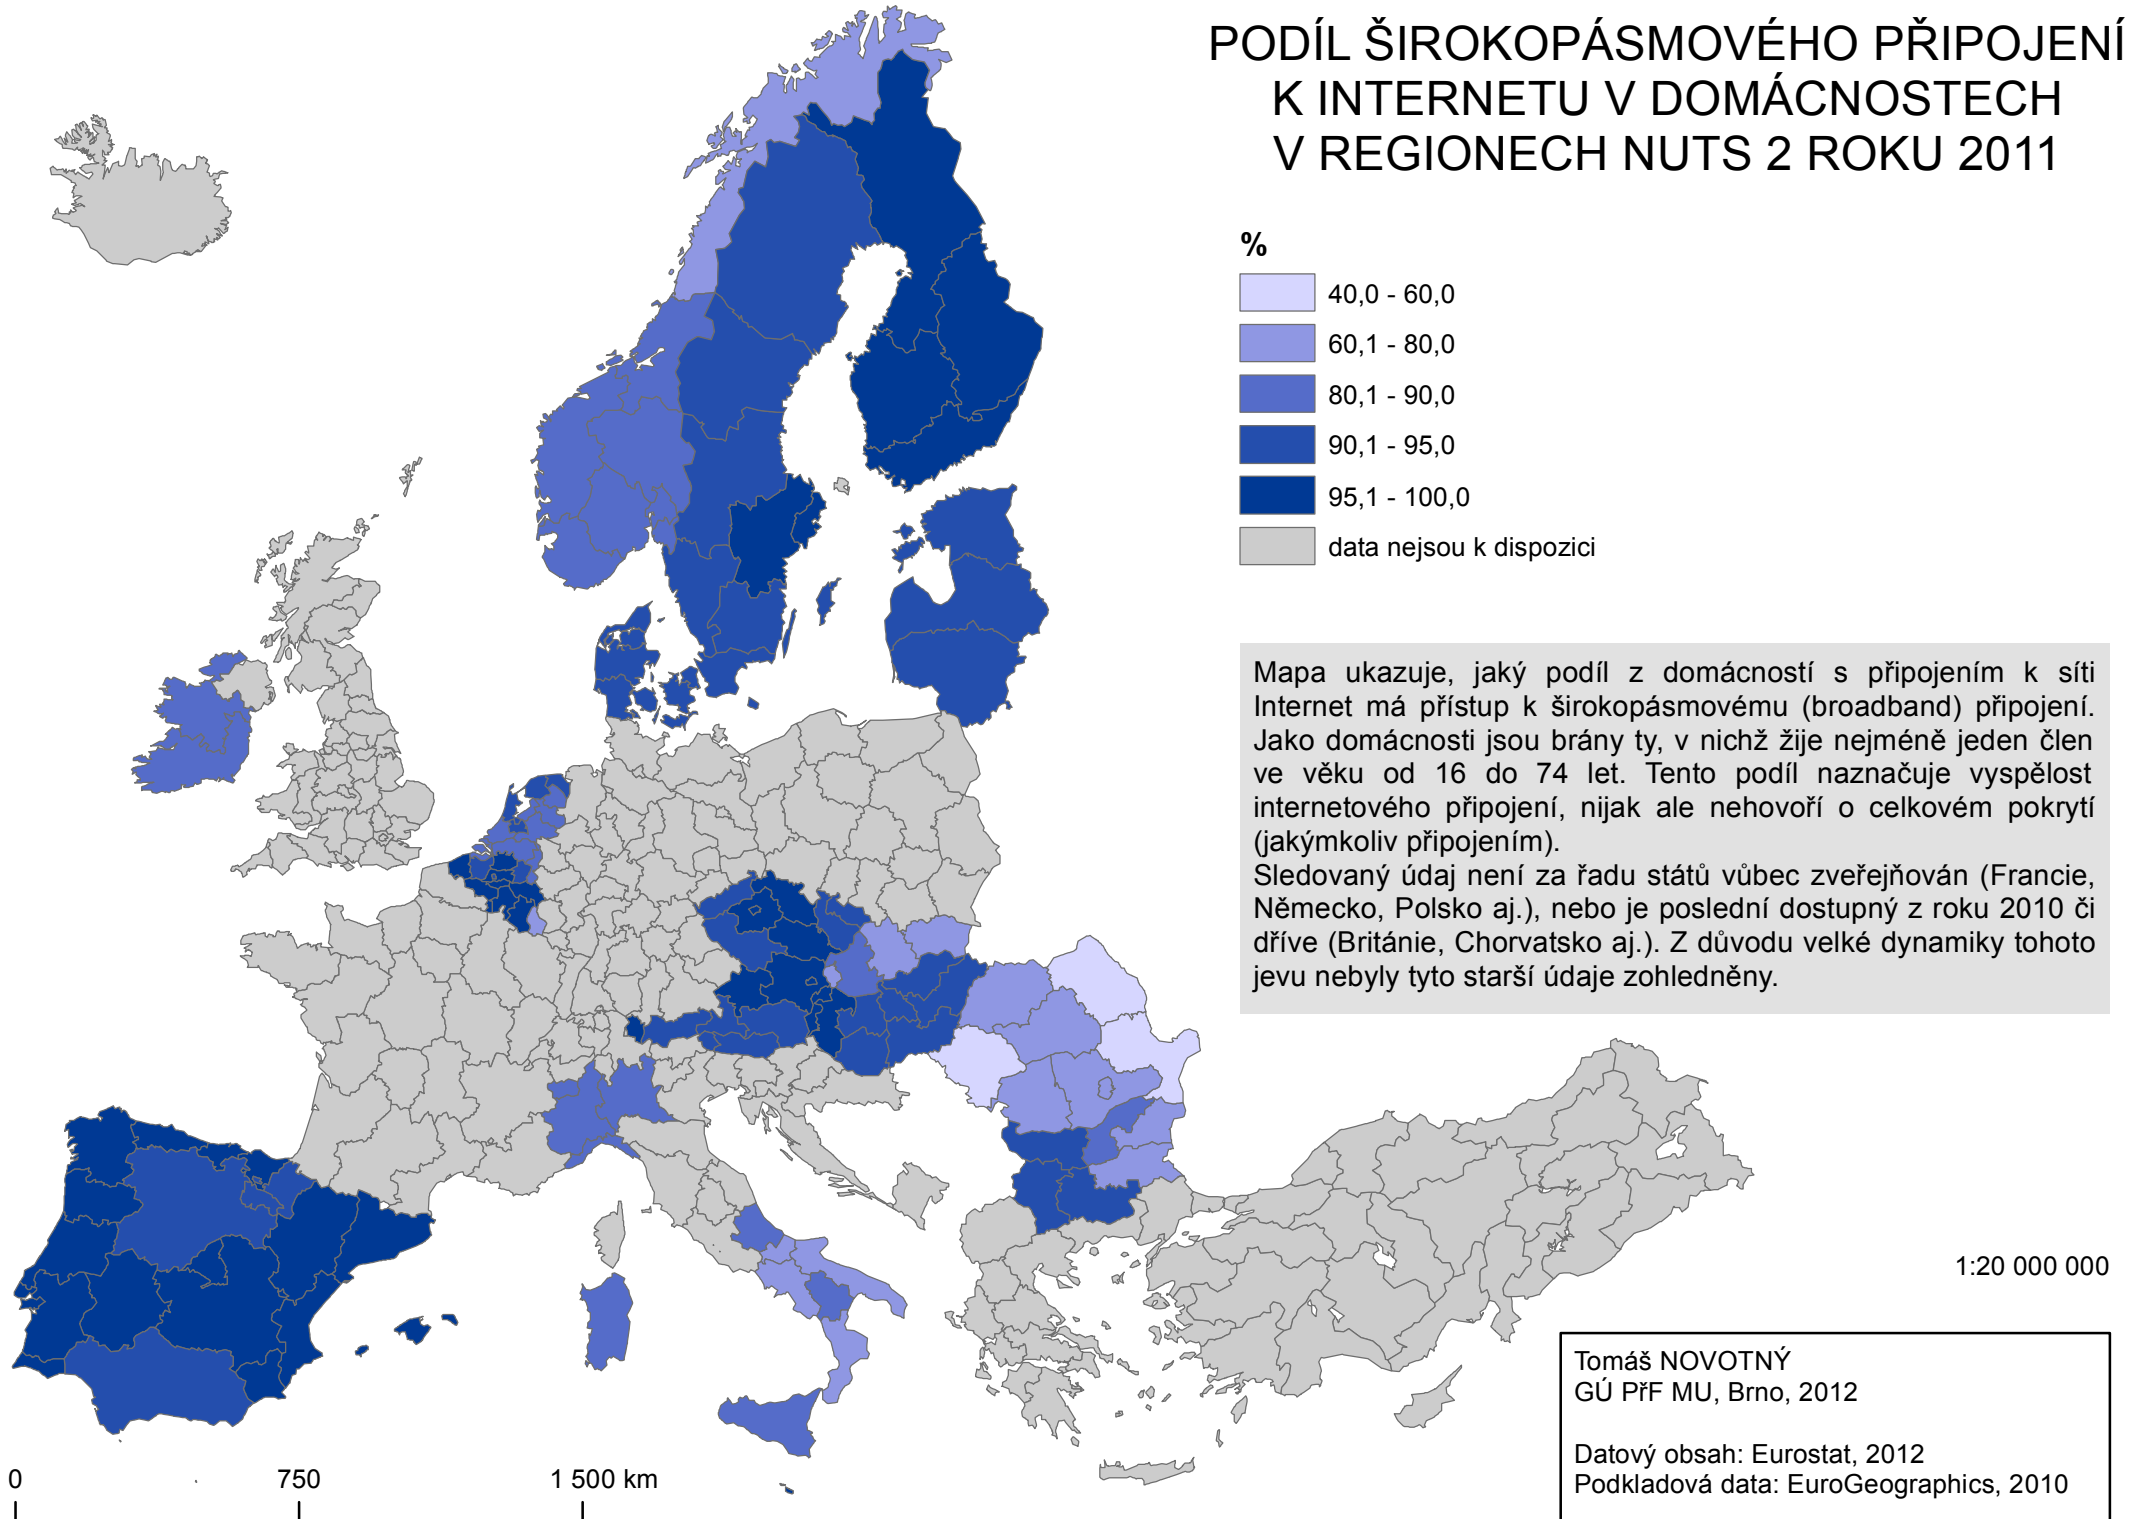 PODÍL ŠIROKOPÁSMOVÉHO PŘIPOJENÍ
K INTERNETU V DOMÁCNOSTECH
V REGIONECH NUTS 2 ROKU 2011
%
40,0 - 60,0
60,1 - 80,0
80,1 - 90,0
90,1 - 95,0
95,1 - 100,0
data nejsou k dispozici
Mapa ukazuje, jaký podíl z domácností s připojením k síti
Internet má přístup k širokopásmovému (broadband) připojení.
Jako domácnosti jsou brány ty, v nichž žije nejméně jeden člen
ve věku od 16 do 74 let. Tento podíl naznačuje vyspělost
internetového připojení, nijak ale nehovoří o celkovém pokrytí
(jakýmkoliv připojením).
Sledovaný údaj není za řadu států vůbec zveřejňován (Francie,
Německo, Polsko aj.), nebo je poslední dostupný z roku 2010 či
dříve (Británie, Chorvatsko aj.). Z důvodu velké dynamiky tohoto
jevu nebyly tyto starší údaje zohledněny.
1:20 000 000
Tomáš NOVOTNÝ
GÚ PřF MU, Brno, 2012
Datový obsah: Eurostat, 2012
Podkladová data: EuroGeographics, 2010
0 750 1 500 km